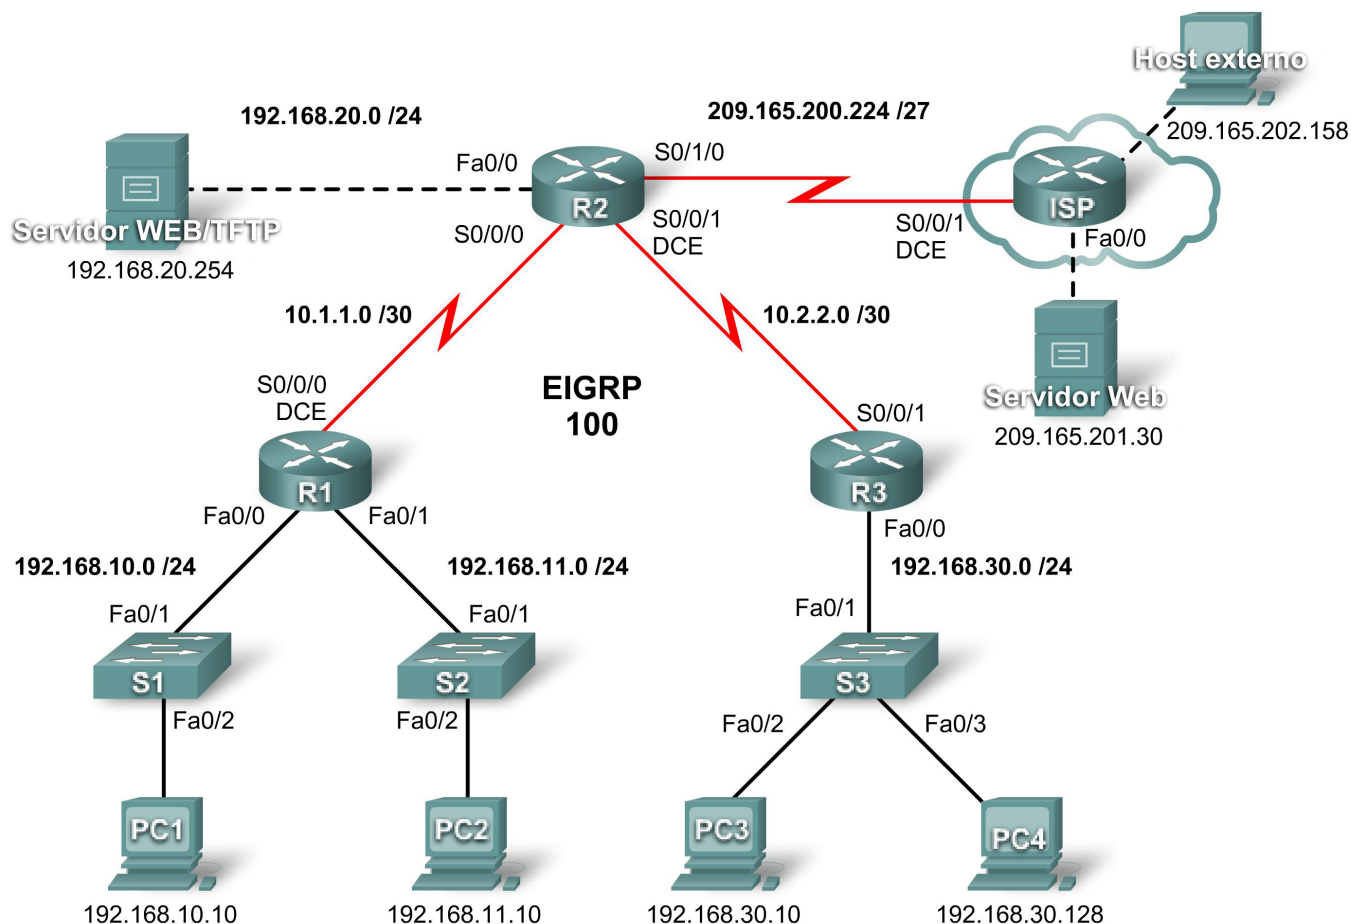 Host externo
209.165.202.158
192.168.20.0 /24
209.165.200.224 /27
Fa0/0
S0/1/0
R2
ISP
Servidor WEB/TFTP
192.168.20.254
S0/0/0
S0/0/1
DCE
S0/0/1
DCE
Fa0/0
10.1.1.0 /30
10.2.2.0 /30
Servidor Web
209.165.201.30
EIGRP
100
S0/0/0
DCE
S0/0/1
R1
R3
Fa0/0
Fa0/1
Fa0/0
192.168.10.0 /24
192.168.11.0 /24
192.168.30.0 /24
Fa0/1
Fa0/1
Fa0/1
S1
S2
S3
Fa0/2
Fa0/2
Fa0/2
Fa0/3
PC1
PC2
PC3
PC4
192.168.10.10
192.168.11.10
192.168.30.10
192.168.30.128